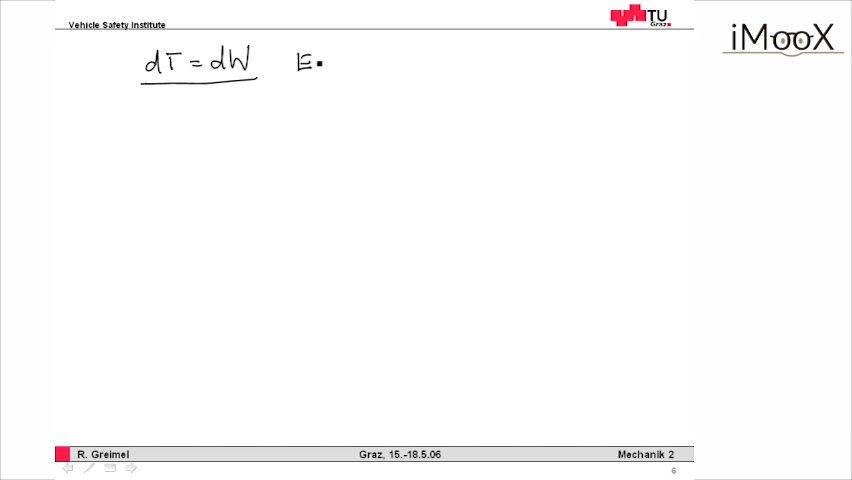 Vehicle Safety Institute
TU
Graz
iMooX
dT = dW E
R. Greimel Graz, 15.-18.5.06 Mechanik 2
6